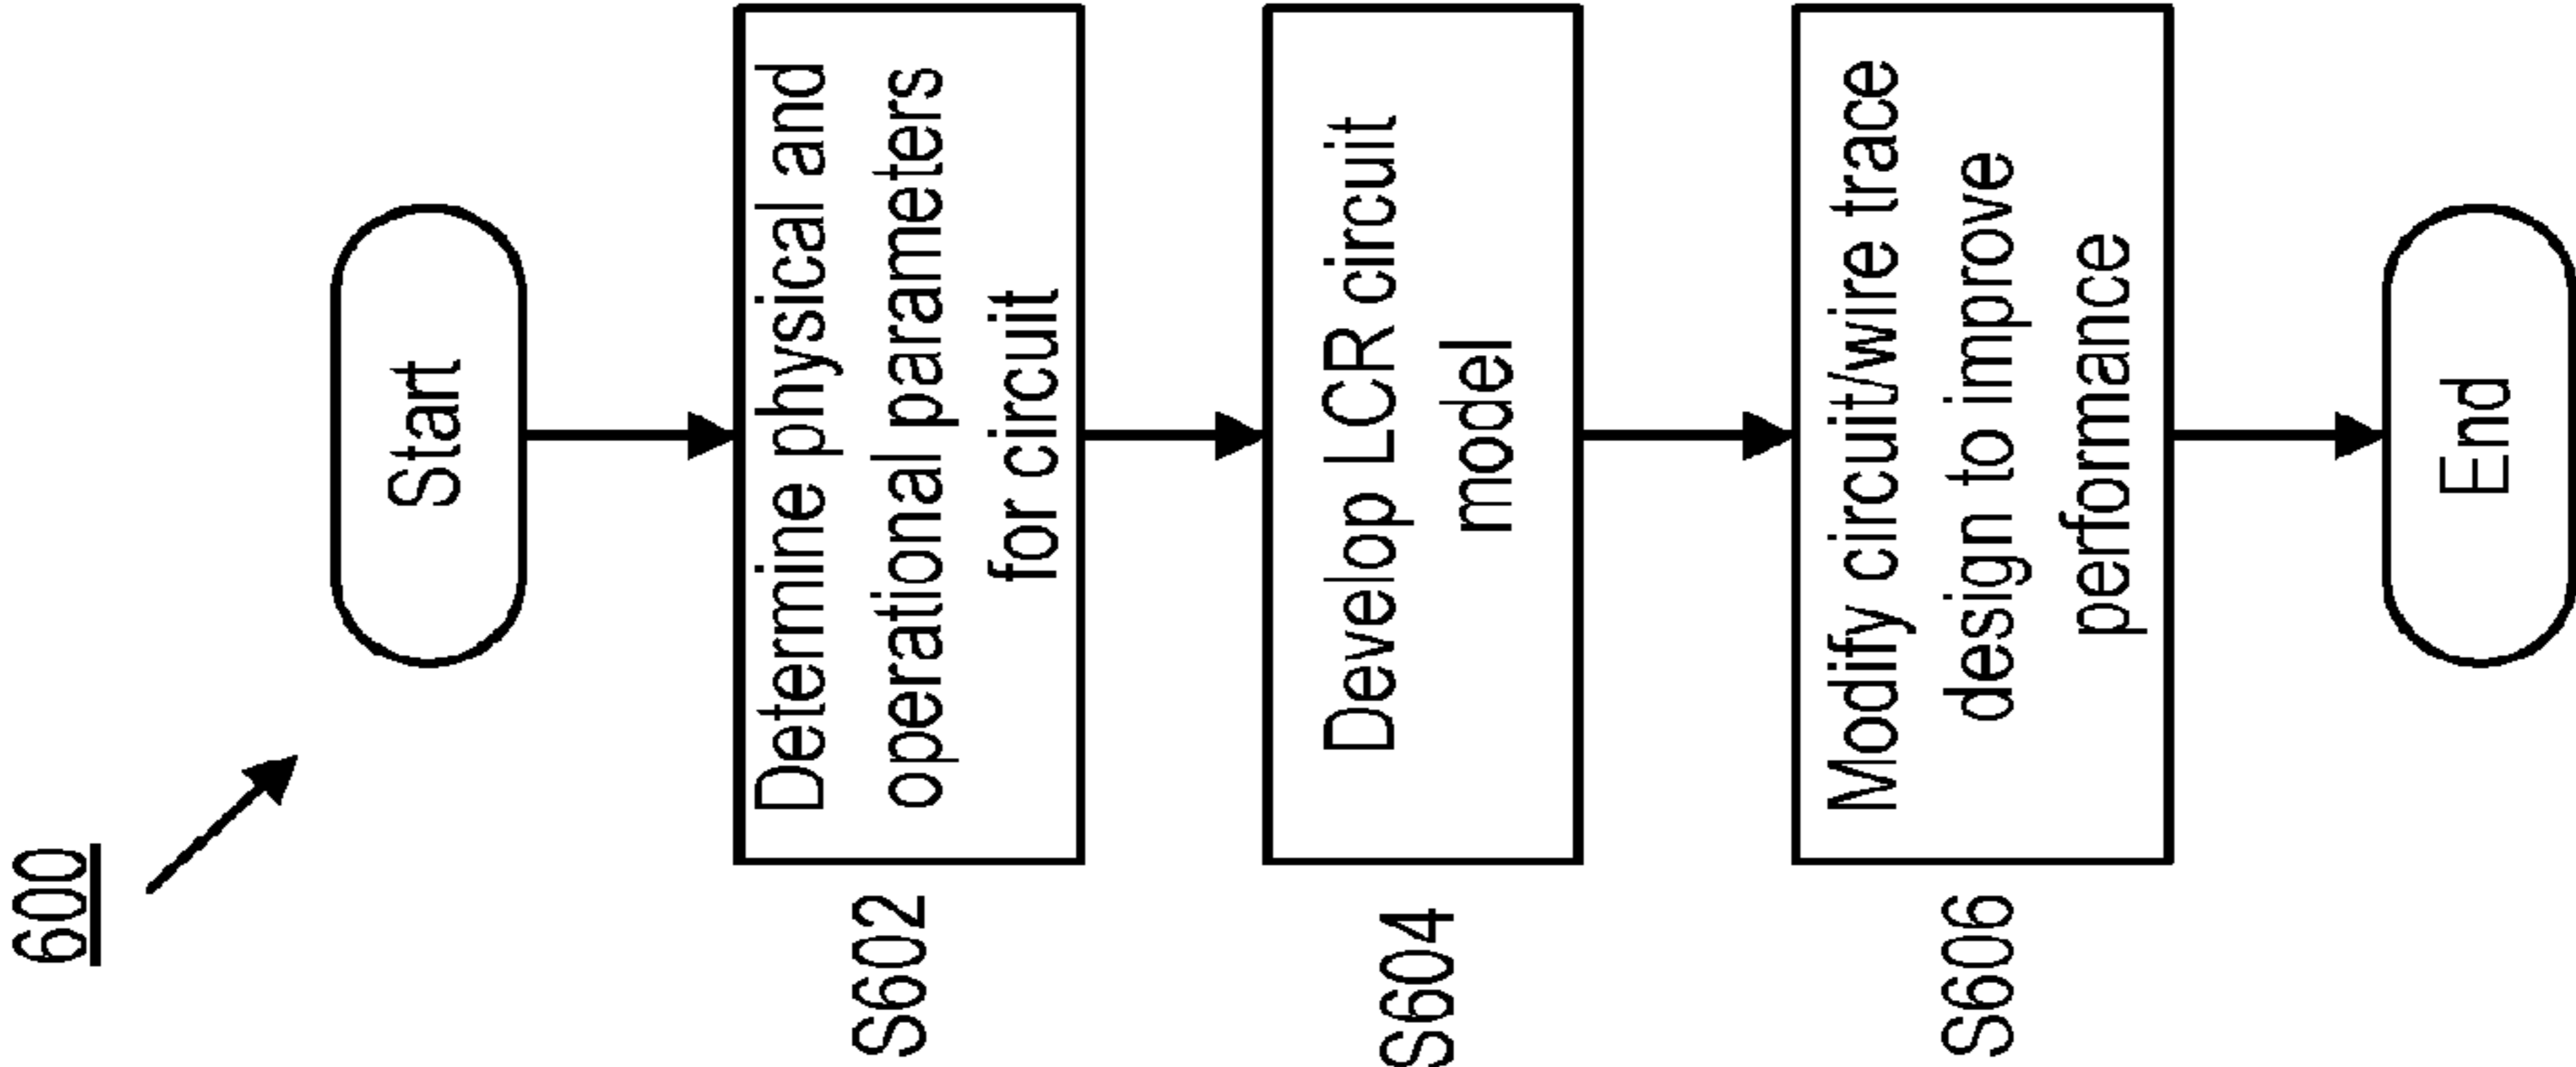 600
Start
S602
Determine physical and
operational parameters
for circuit
S604
Develop LCR circuit
model
S606
Modify circuit/wire trace
design to improve
performance
End